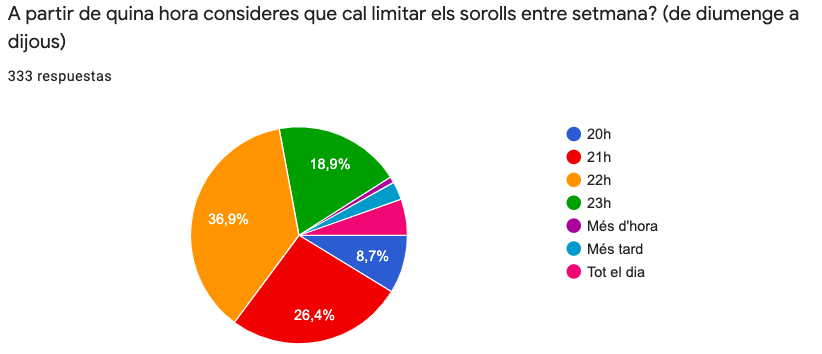 A partir de quina hora consideres que cal limitar els sorolls entre setmana? (de diumenge a
dijous)
333 respuestas
18,9%
36,9%
8,7%
26,4%
20h
21h
22h
23h
Més d'hora
Més tard
Tot el dia